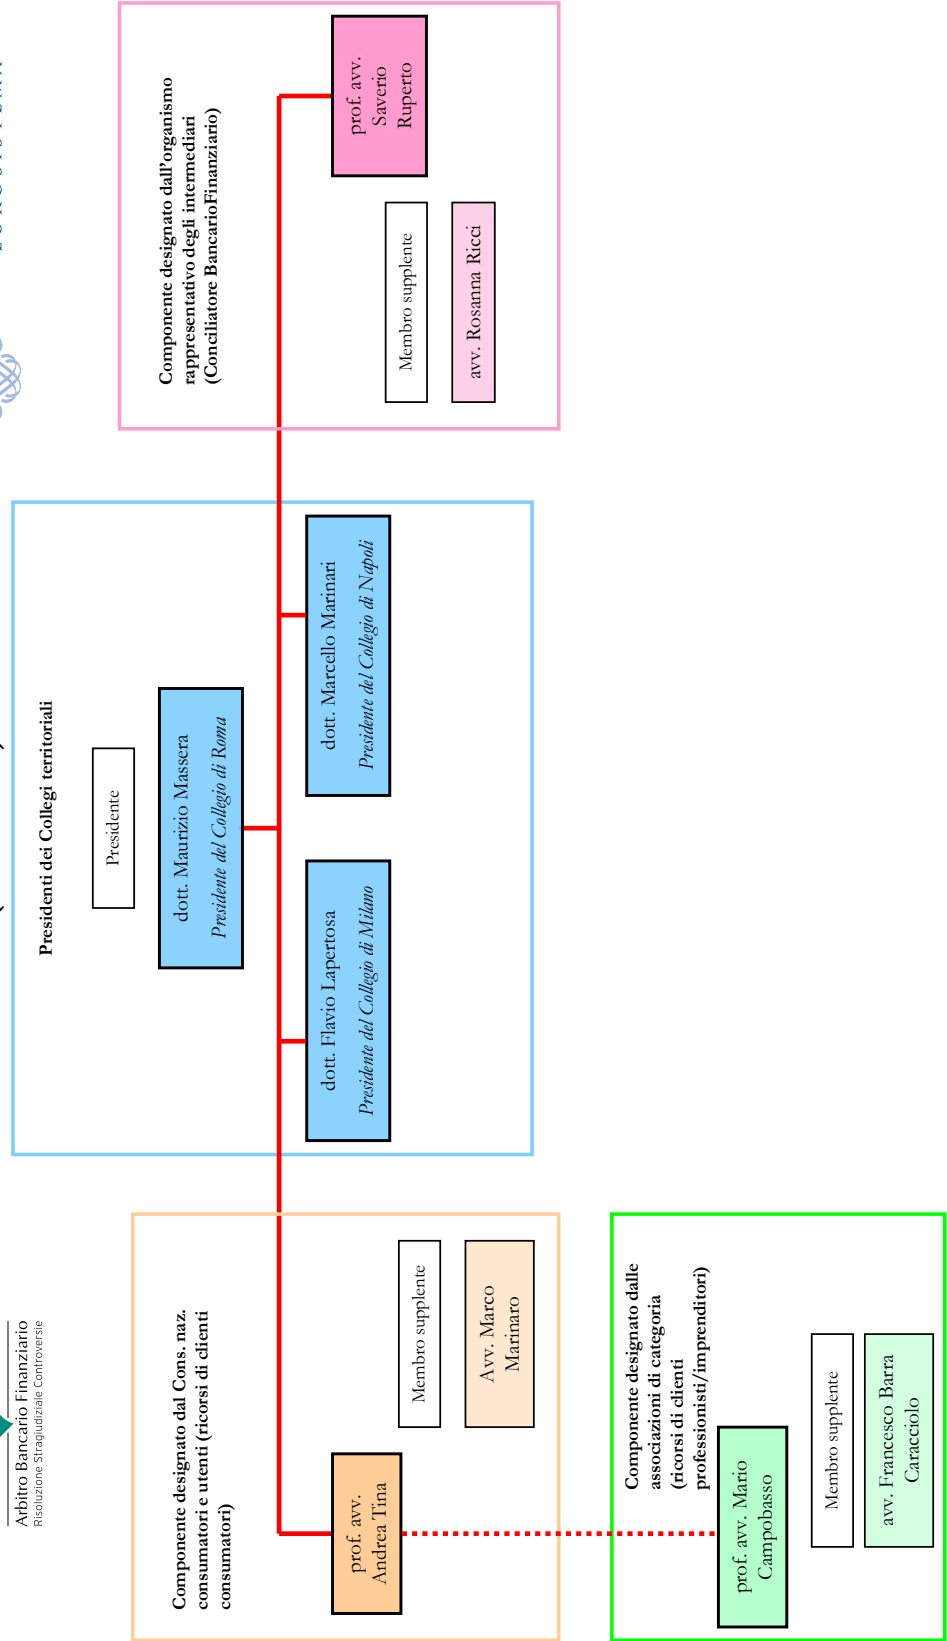 Arbitro Bancario Finanziario
Risoluzione Stragiudiziale Controversie
Presidenti dei Collegi territoriali
Presidente
dott. Maurizio Massera
Presidente del Collegio di Roma
dott. Flavio Lapertosa
Presidente del Collegio di Milano
dott. Marcello Marinari
Presidente del Collegio di Napoli
Componente designato dal Cons. naz.
consumatori e utenti (ricorsi di clienti
consumatori)
prof. avv.
Andrea Tina
Membro supplente
Avv. Marco
Marinaro
Componente designato dall'organismo
rappresentativo degli intermediari
(Conciliatore BancarioFinanziario)
prof. avv.
Saverio
Ruperto
Membro supplente
avv. Rosanna Ricci
Componente designato dalle
associazioni di categoria
(ricorsi di clienti
professionisti/imprenditori)
prof. avv. Mario
Campobasso
Membro supplente
avv. Francesco Barra
Caracciolo